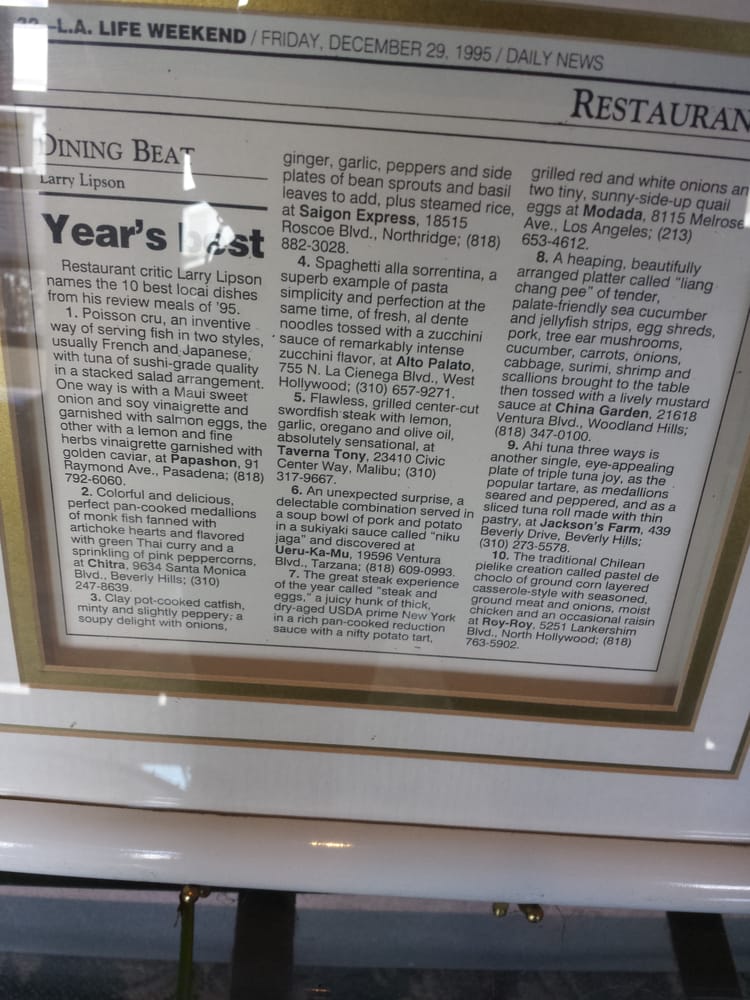 L.A. LIFE WEEKEND / FRIDAY, DECEMBER 29, 1995 / DAILY NEWS
RESTAURAN
DINING BEAT
Larry Lipson
Year's best
Restaurant critic Larry Lipson
names the 10 best local dishes
from his review meals of '95.
1. Poisson cru, an inventive
way of serving fish in two styles,
usually French and Japanese,
with tuna of sushi-grade quality
in a stacked salad arrangement.
One way is with a Maui sweet
onion and soy vinaigrette and
garnished with salmon eggs, the
other with a lemon and fine
herbs vinaigrette garnished with
golden caviar, at Papashon, 91
Raymond Ave., Pasadena; (818)
792-6060.
2. Colorful and delicious,
perfect pan-cooked medallions
of monk fish fanned with
artichoke hearts and flavored
with green Thai curry and a
sprinkling of pink peppercorns,
at Chitra, 9634 Santa Monica
Blvd., Beverly Hills; (310)
247-8639.
3. Clay pot-cooked catfish,
minty and slightly peppery; a
soupy delight with onions,
ginger, garlic, peppers and side
plates of bean sprouts and basil
leaves to add, plus steamed rice,
at Saigon Express, 18515
Roscoe Blvd., Northridge; (818)
882-3028.
4. Spaghetti alla sorrentina, a
superb example of pasta
simplicity and perfection at the
same time, of fresh, al dente
noodles tossed with a zucchini
sauce of remarkably intense
zucchini flavor, at Alto Palato,
755 N. La Cienega Blvd., West
Hollywood; (310) 657-9271.
5. Flawless, grilled center-cut
swordfish steak with lemon,
garlic, oregano and olive oil,
absolutely sensational, at
Taverna Tony, 23410 Civic
Center Way, Malibu; (310)
317-9667.
6. An unexpected surprise, a
delectable combination served in
a soup bowl of pork and potato
in a sukiyaki sauce called "niku
jaga" and discovered at
Ueru-Ka-Mu, 19596 Ventura
Blvd., Tarzana; (818) 609-0993.
7. The great steak experience
of the year called "steak and
eggs," a juicy hunk of thick,
dry-aged USDA prime New York
in a rich pan-cooked reduction
sauce with a nifty potato tart,
grilled red and white onions an
two tiny, sunny-side-up quail
eggs at Modada, 8115 Melrose
Ave., Los Angeles; (213)
653-4612.
8. A heaping, beautifully
arranged platter called "liang
chang pee" of tender,
palate-friendly sea cucumber
and jellyfish strips, egg shreds,
pork, tree ear mushrooms,
cucumber, carrots, onions,
cabbage, surimi, shrimp and
scallions brought to the table
then tossed with a lively mustard
sauce at China Garden, 21618
Ventura Blvd., Woodland Hills;
(818) 347-0100.
9. Ahi tuna three ways is
another single, eye-appealing
plate of triple tuna joy, as the
popular tartare, as medallions
seared and peppered, and as a
sliced tuna roll made with thin
pastry, at Jackson's Farm, 439
Beverly Drive, Beverly Hills;
(310) 273-5578.
10. The traditional Chilean
pielike creation called pastel de
choclo of ground corn layered
casserole-style with seasoned,
ground meat and onions, moist
chicken and an occasional raisin
at Roy-Roy, 5251 Lankershim
Blvd., North Hollywood; (818)
763-5902.